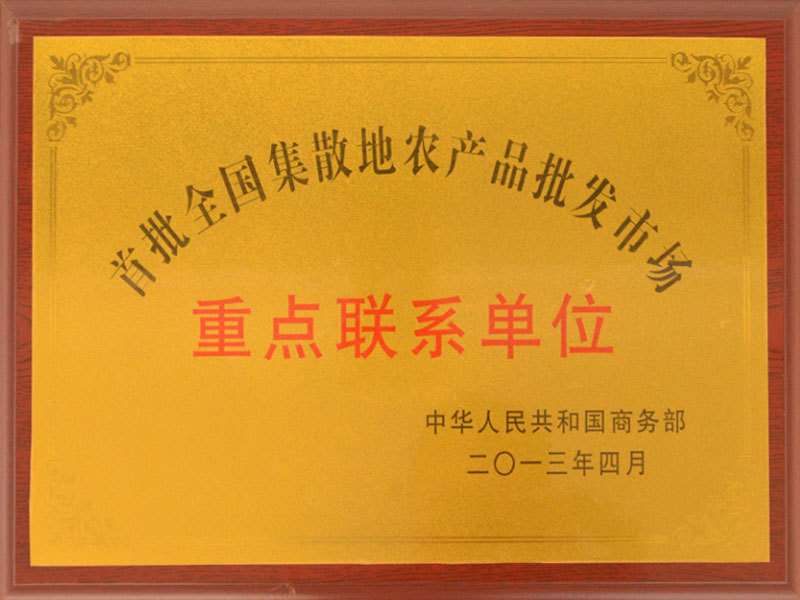 首批全国集散地农产品批发市场
重点联系单位
中华人民共和国商务部
二〇一三年四月